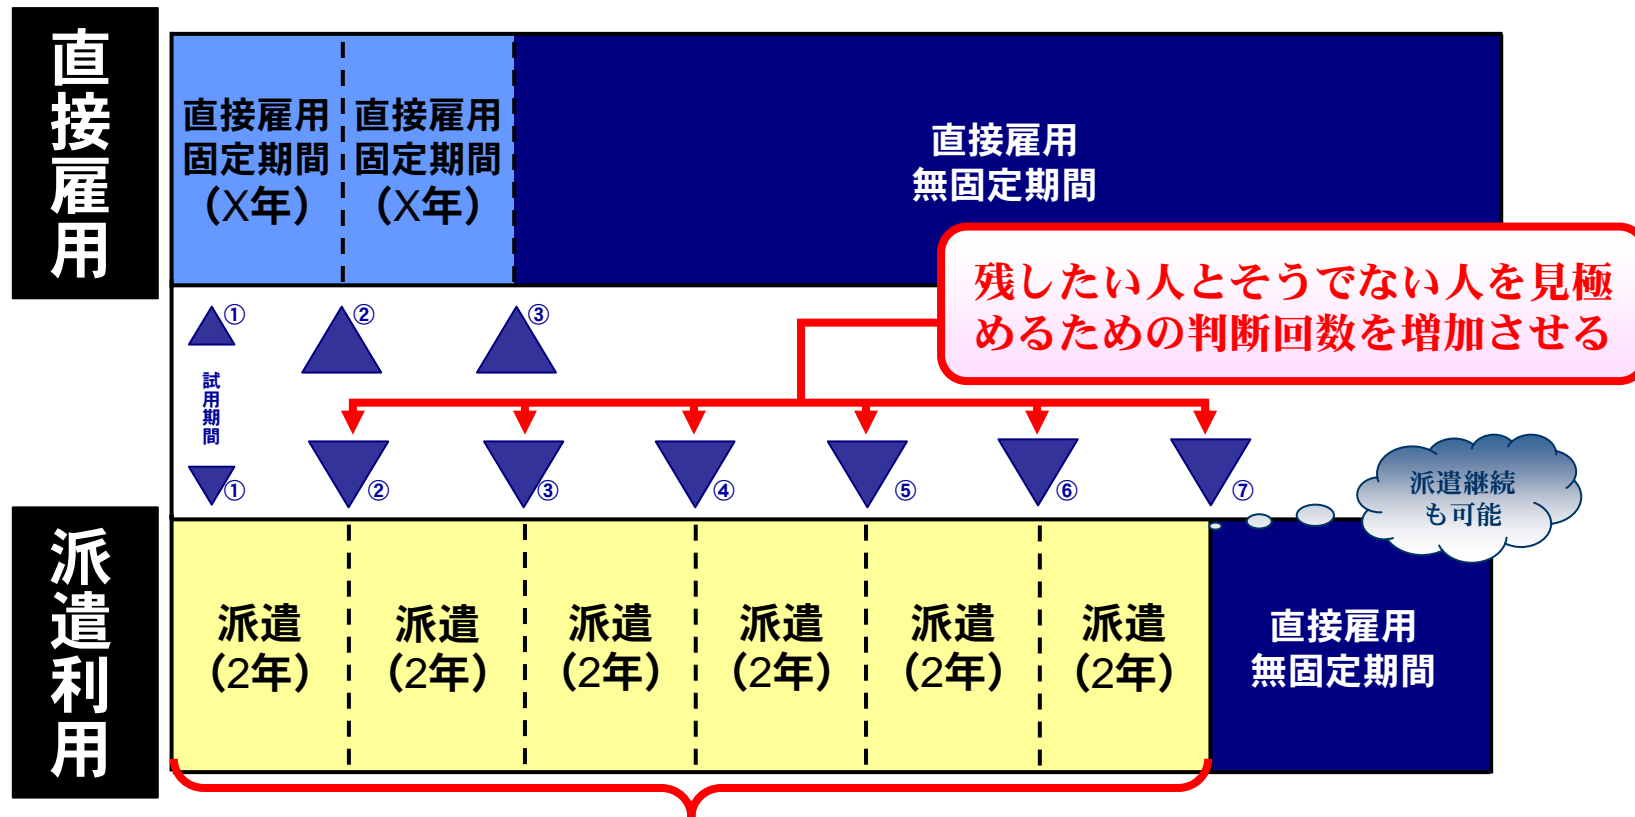 直接雇用
直接雇用
固定期間
（X年）
直接雇用
固定期間
（X年）
直接雇用
無固定期間
残したい人とそうでない人を見極
めるための判断回数を増加させる
①
②
③
試用期間
①
②
③
④
⑤
⑥
⑦
派遣継続
も可能
派遣利用
派遣
（2年）
派遣
（2年）
派遣
（2年）
派遣
（2年）
派遣
（2年）
派遣
（2年）
直接雇用
無固定期間